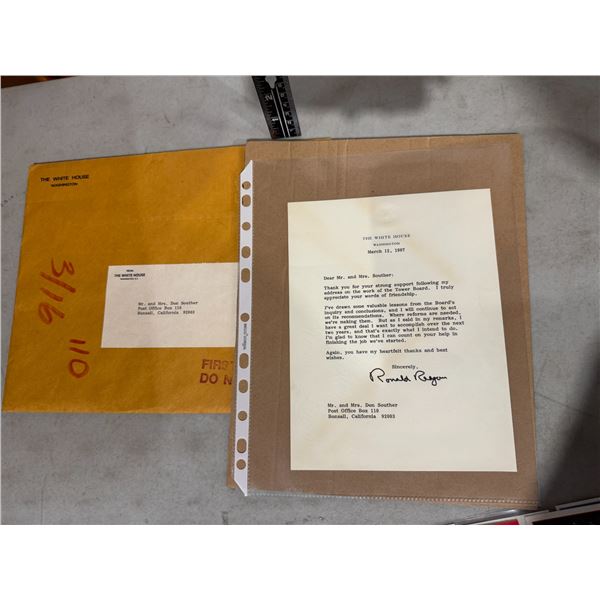 THE WHITE HOUSE
WASHINGTON
FROM
THE WHITE HOUSE
WASHINGTON, D.C.
Mr. and Mrs. Don Souther
Post Office Box 110
Bonsall, California 92003
3/16
110
FIRS
DO N
2
1
THE WHITE HOUSE
WASHINGTON
March 12, 1987
Dear Mr. and Mrs. Souther:
Thank you for your strong support following my
address on the work of the Tower Board. I truly
appreciate your words of friendship.
I've drawn some valuable lessons from the Board's
inquiry and conclusions, and I will continue to act
on its recommendations. Where reforms are needed,
we're making them. But as I said in my remarks, I
have a great deal I want to accomplish over the next
two years, and that's exactly what I intend to do.
I'm glad to know that I can count on your help in
finishing the job we've started.
Again, you have my heartfelt thanks and best
wishes.
Sincerely,
Ronald Reagan
Mr. and Mrs. Don Souther
Post Office Box 110
Bonsall, California 92003